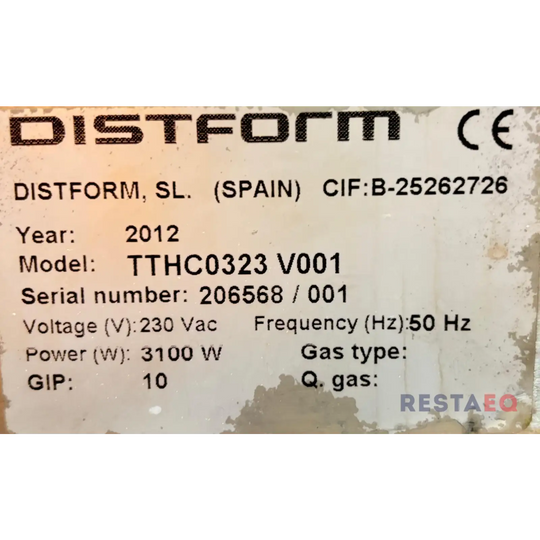 DISTFORM CE
DISTFORM, SL. (SPAIN) CIF:B-25262726
Year: 2012
Model: TTHC0323 V001
Serial number: 206568 / 001
Voltage (V): 230 Vac Frequency (Hz): 50 Hz
Power (W): 3100 W Gas type:
GIP: 10 Q. gas:
RESTAEQ